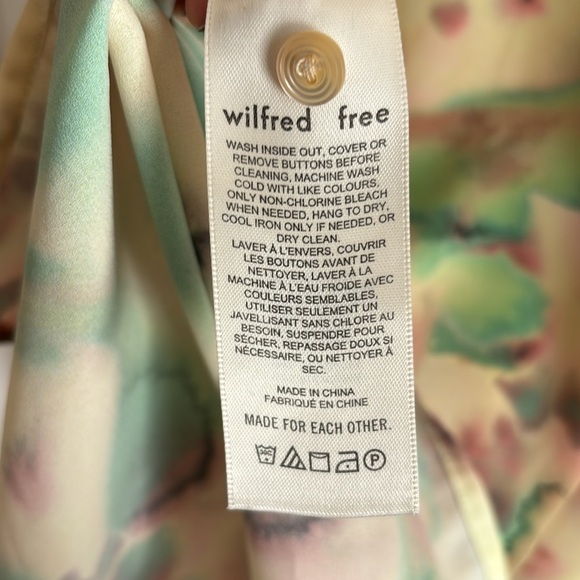 wilfred free
WASH INSIDE OUT, COVER OR
REMOVE BUTTONS BEFORE
CLEANING, MACHINE WASH
COLD WITH LIKE COLOURS,
ONLY NON-CHLORINE BLEACH
WHEN NEEDED, HANG TO DRY,
COOL IRON ONLY IF NEEDED, OR
DRY CLEAN.
LAVER À L'ENVERS, COUVRIR
LES BOUTONS AVANT DE
NETTOYER, LAVER À LA
MACHINE À L'EAU FROIDE AVEC
COULEURS SEMBLABLES,
UTILISER SEULEMENT UN
JAVELLISANT SANS CHLORE AU
BESOIN, SUSPENDRE POUR
SÉCHER, REPASSAGE DOUX SI
NÉCESSAIRE, OU NETTOYER À
SEC.
MADE IN CHINA
FABRIQUÉ EN CHINE
MADE FOR EACH OTHER.
30C P